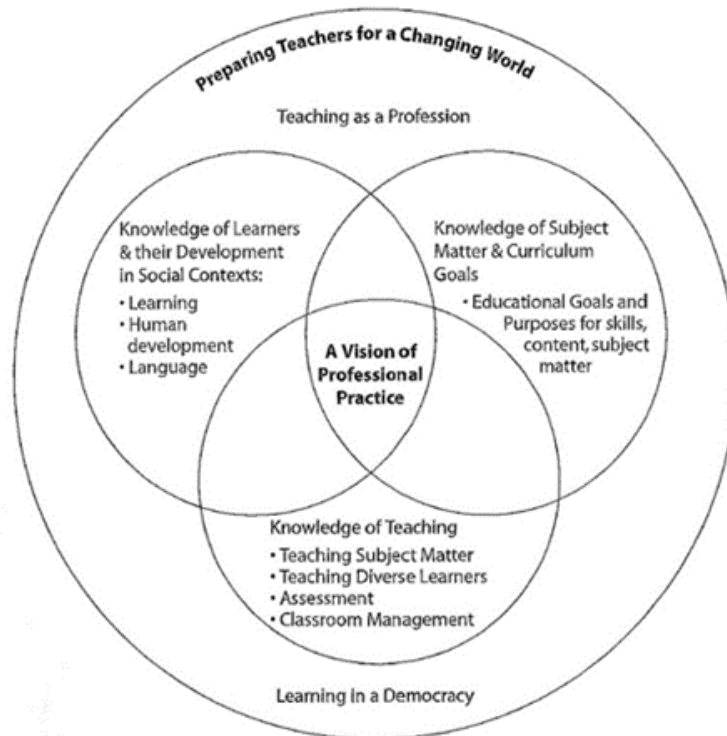 Preparing Teachers for a Changing World
Teaching as a Profession
Knowledge of Learners
& their Development
in Social Contexts:
• Learning
• Human
development
• Language
Knowledge of Subject
Matter & Curriculum
Goals
• Educational Goals and
Purposes for skills,
content, subject
matter
A Vision of
Professional
Practice
Knowledge of Teaching
• Teaching Subject Matter
• Teaching Diverse Learners
• Assessment
• Classroom Management
Learning in a Democracy